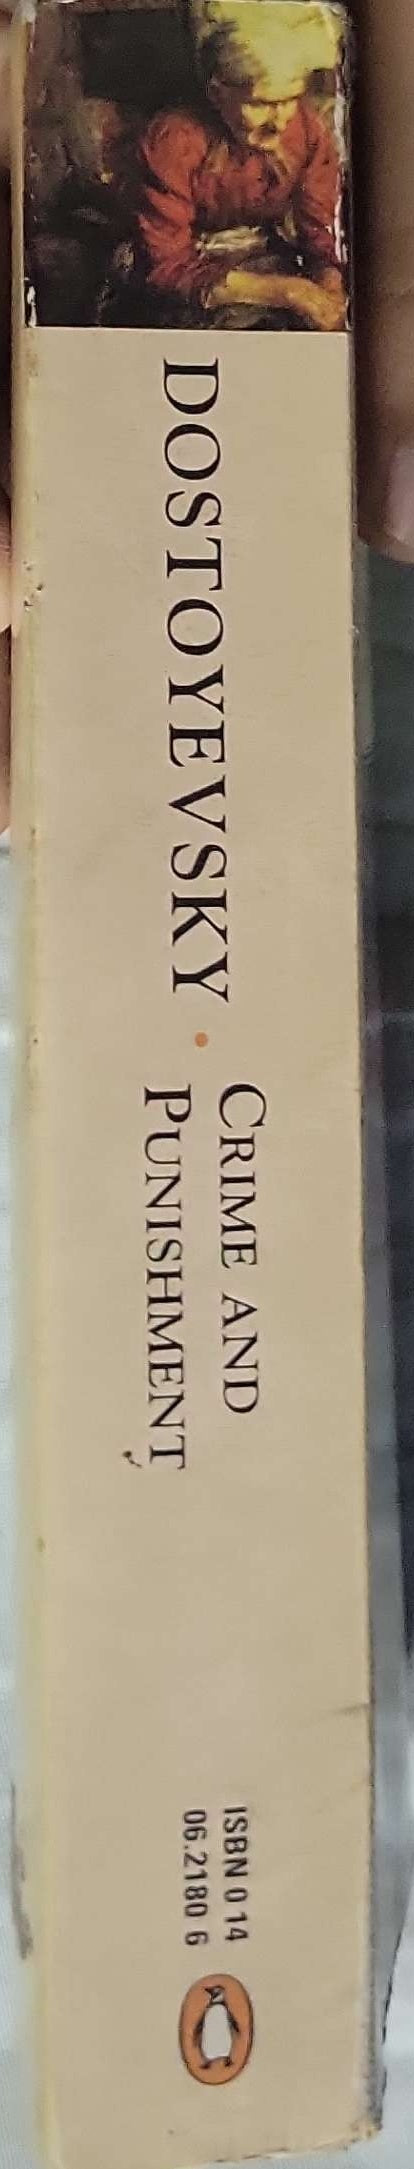 DOSTOYEVSKY •
CRIME AND
PUNISHMENT
ISBN 0 14
06.2180 6